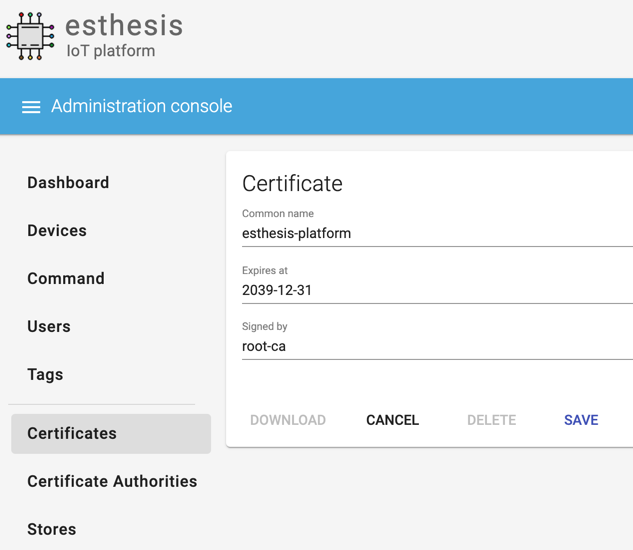 esthesis
IoT platform
Administration console
Dashboard
Devices
Command
Users
Tags
Certificates
Certificate Authorities
Stores
Certificate
Common name
esthesis-platform
Expires at
2039-12-31
Signed by
root-ca
DOWNLOAD CANCEL DELETE SAVE